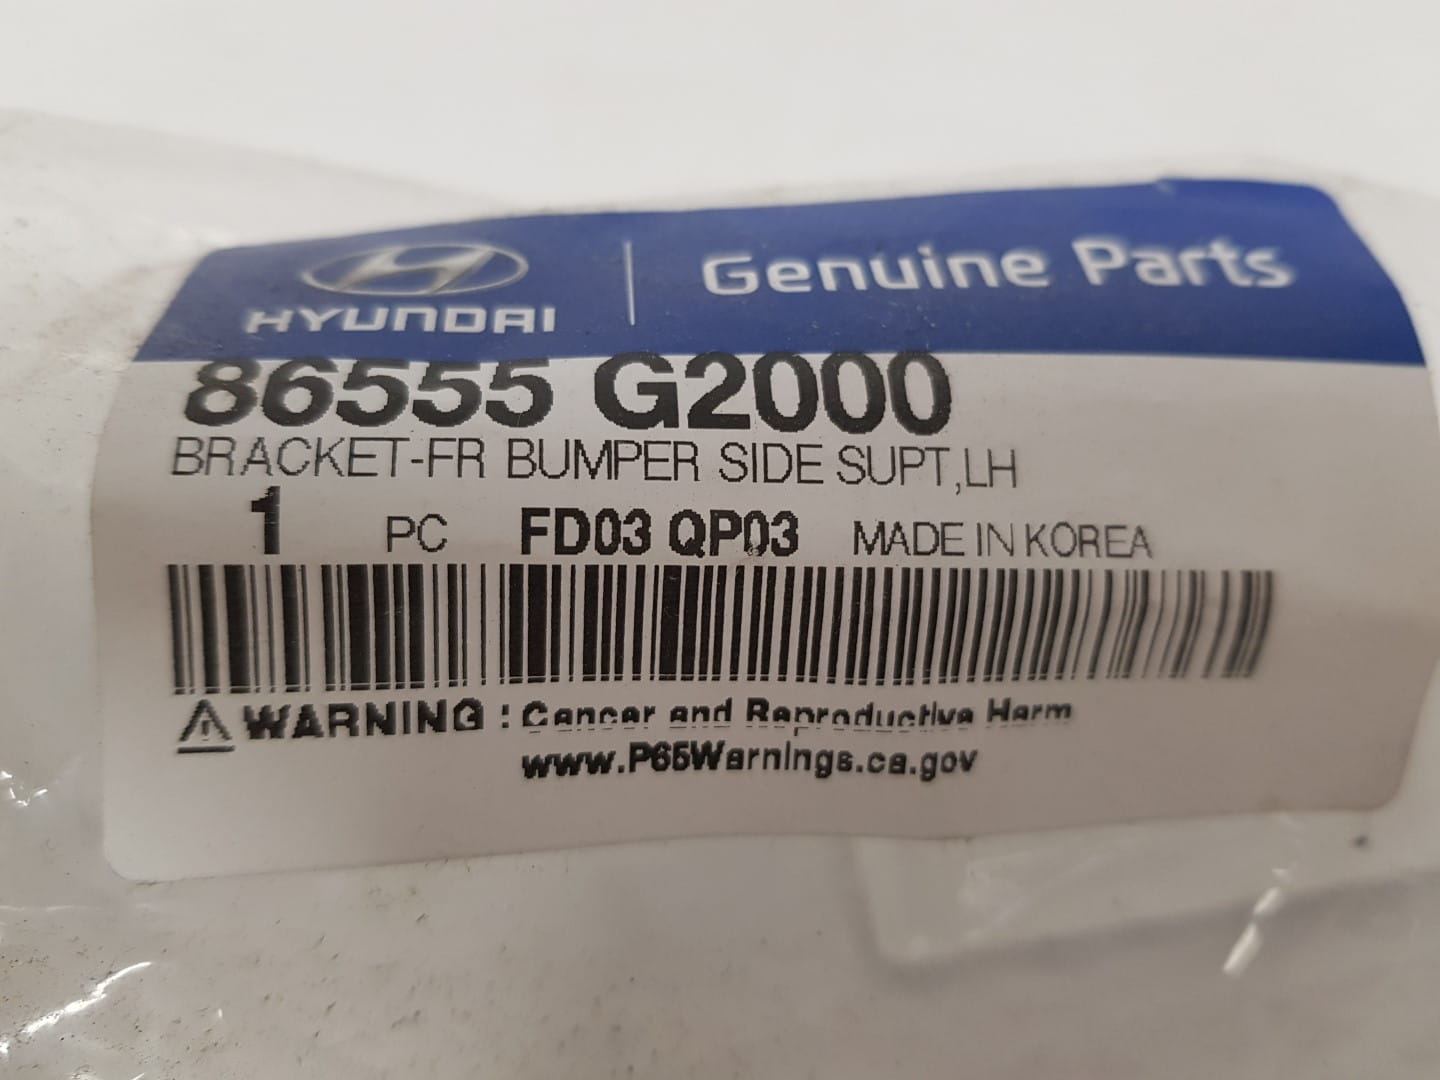 HYUNDAI
Genuine Parts
86555 G2000
BRACKET-FR BUMPER SIDE SUPT,LH
1 PC FD03 QP03 MADE IN KOREA
WARNING : Cancer and Reproductive Harm
www.P65Warnings.ca.gov